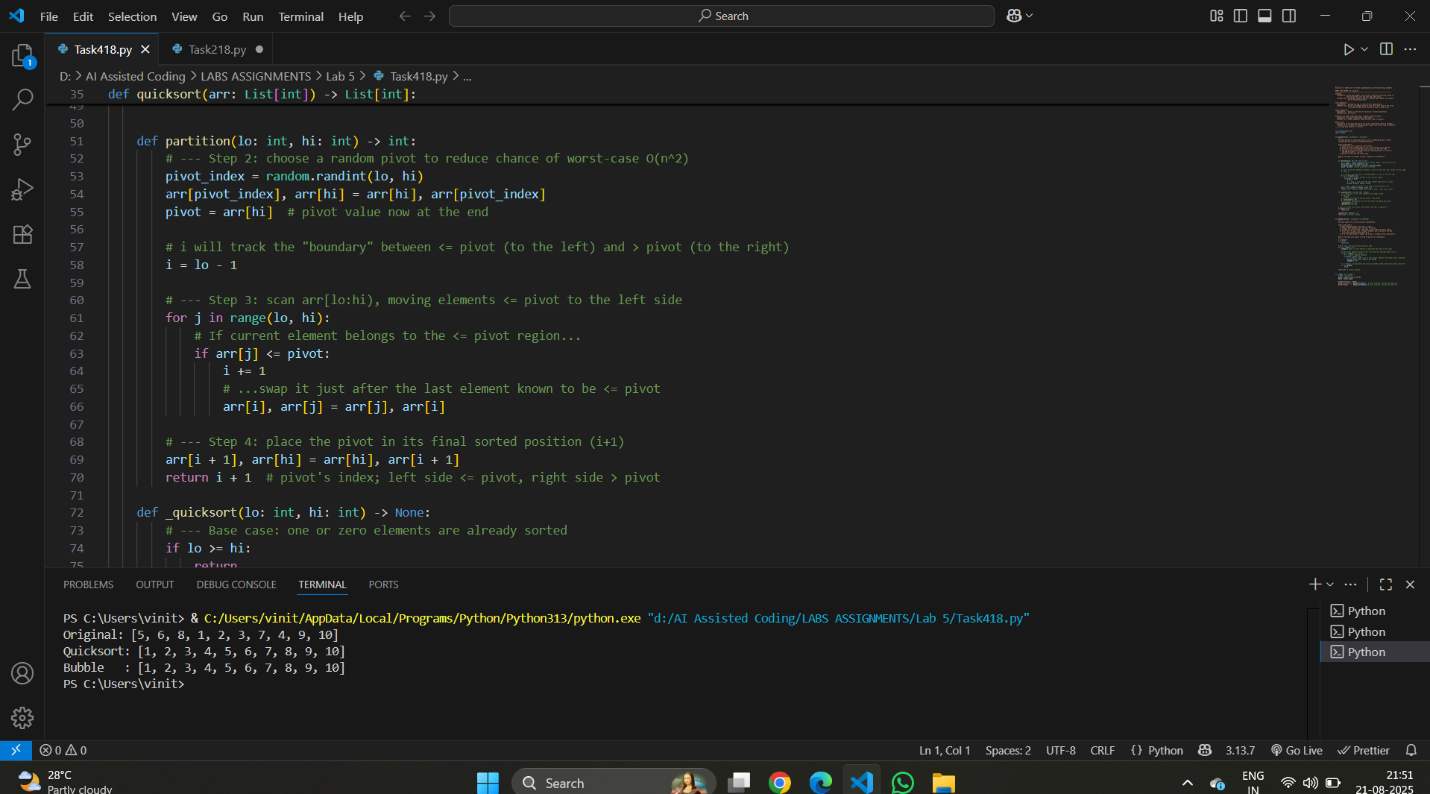 File Edit Selection View Go Run Terminal Help
Search
1
Task418.py
Task218.py
D: > AI Assisted Coding > LABS ASSIGNMENTS > Lab 5 > Task418.py > ...
35 def quicksort(arr: List[int]) -> List[int]:
49
50
51 def partition(lo: int, hi: int) -> int:
52 # --- Step 2: choose a random pivot to reduce chance of worst-case O(n^2)
53 pivot_index = random.randint(lo, hi)
54 arr[pivot_index], arr[hi] = arr[hi], arr[pivot_index]
55 pivot = arr[hi]  # pivot value now at the end
56
57 # i will track the "boundary" between <= pivot (to the left) and > pivot (to the right)
58 i = lo - 1
59
60 # --- Step 3: scan arr[lo:hi), moving elements <= pivot to the left side
61 for j in range(lo, hi):
62 # If current element belongs to the <= pivot region...
63 if arr[j] <= pivot:
64 i += 1
65 # ...swap it just after the last element known to be <= pivot
66 arr[i], arr[j] = arr[j], arr[i]
67
68 # --- Step 4: place the pivot in its final sorted position (i+1)
69 arr[i + 1], arr[hi] = arr[hi], arr[i + 1]
70 return i + 1  # pivot's index; left side <= pivot, right side > pivot
71
72 def _quicksort(lo: int, hi: int) -> None:
73 # --- Base case: one or zero elements are already sorted
74 if lo >= hi:
75 return
PROBLEMS OUTPUT DEBUG CONSOLE TERMINAL PORTS
PS C:\Users\vinit> & C:/Users/vinit/AppData/Local/Programs/Python/Python313/python.exe "d:/AI Assisted Coding/LABS ASSIGNMENTS/Lab 5/Task418.py"
Original: [5, 6, 8, 1, 2, 3, 7, 4, 9, 10]
Quicksort: [1, 2, 3, 4, 5, 6, 7, 8, 9, 10]
Bubble   : [1, 2, 3, 4, 5, 6, 7, 8, 9, 10]
PS C:\Users\vinit>
Python
Python
Python
0 0
Ln 1, Col 1 Spaces: 2 UTF-8 CRLF {} Python 3.13.7 Go Live Prettier
28°C
Partly cloudy
Search
ENG
IN
21:51
21-08-2025